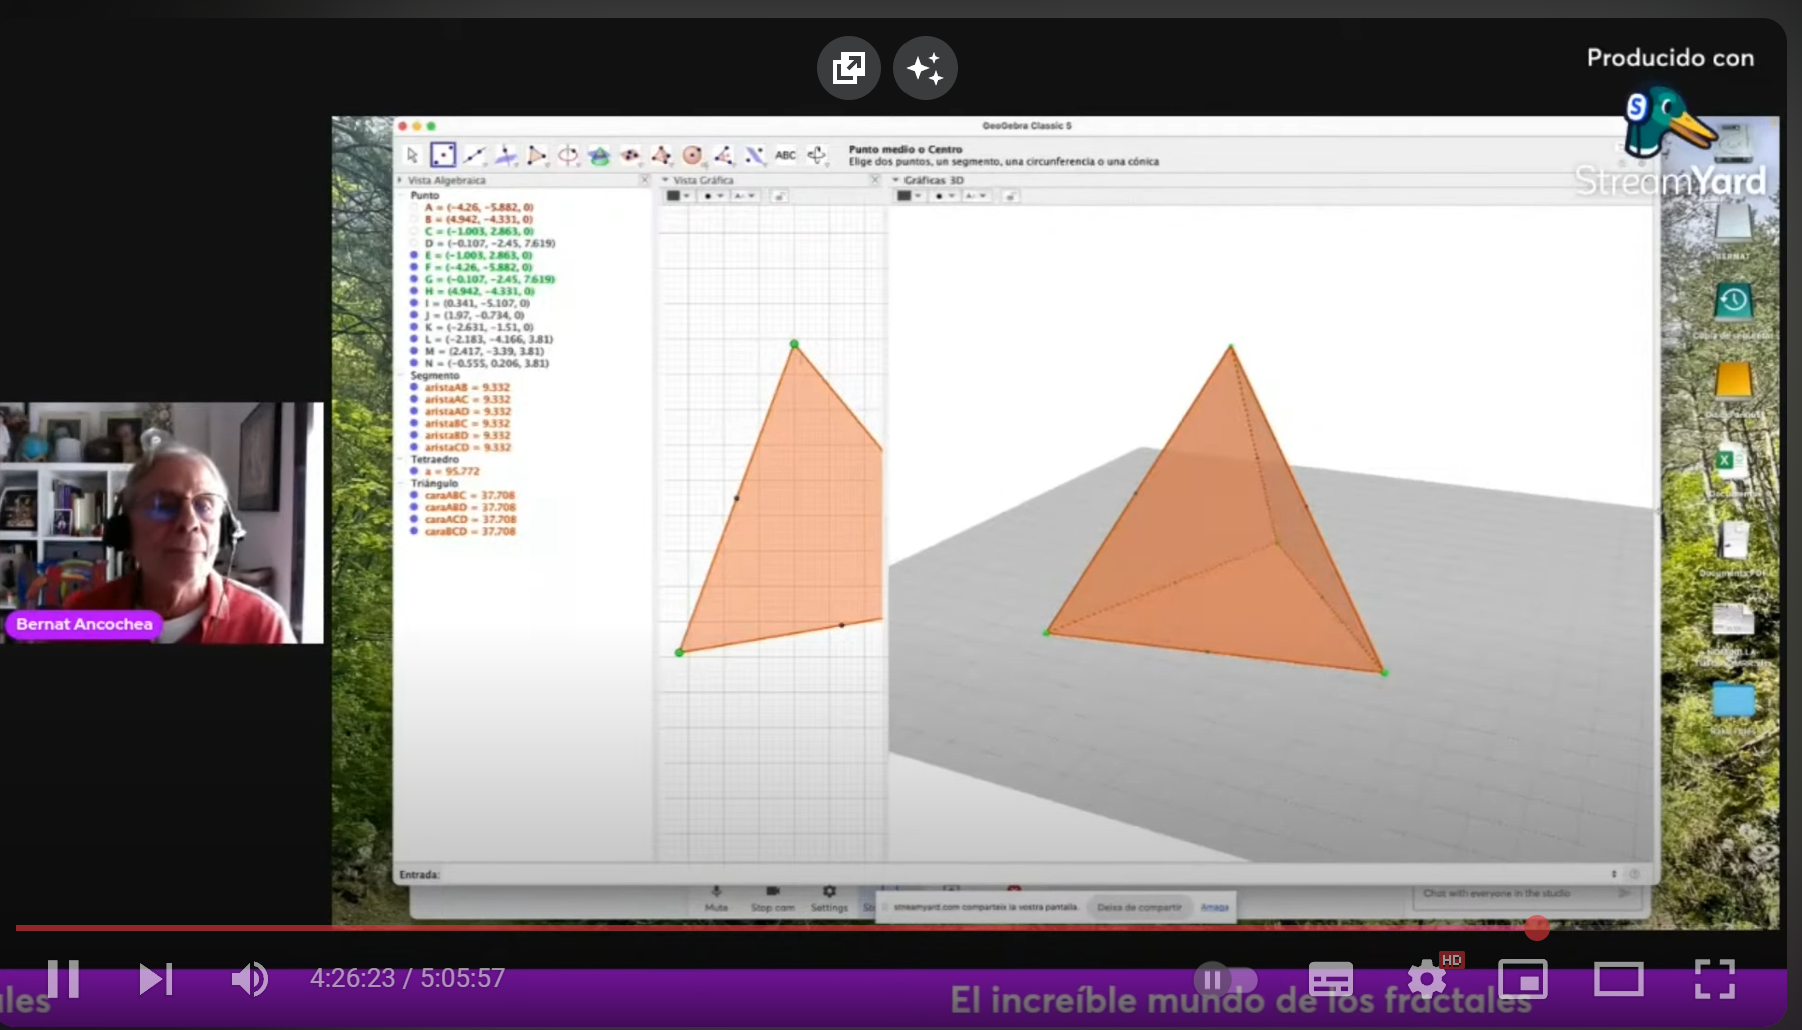 Producido con
S
StreamYard
GeoGebra Classic 5
ABC
Punto medio o Centro
Elige dos puntos, un segmento, una circunferencia o una cónica
Vista Algebraica
Vista Gráfica
Gráficas 3D
Punto
A = (-4.26, -5.882, 0)
B = (4.942, -4.331, 0)
C = (-1.003, 2.863, 0)
D = (-0.107, -2.45, 7.619)
E = (-1.003, 2.863, 0)
F = (-4.26, -5.882, 0)
G = (-0.107, -2.45, 7.619)
H = (4.942, -4.331, 0)
I = (0.341, -5.107, 0)
J = (1.97, -0.734, 0)
K = (-2.631, -1.51, 0)
L = (-2.183, -4.166, 3.81)
M = (2.417, -3.39, 3.81)
N = (-0.555, 0.206, 3.81)
Segmento
aristaAB = 9.332
aristaAC = 9.332
aristaAD = 9.332
aristaBC = 9.332
aristaBD = 9.332
aristaCD = 9.332
Tetraedro
a = 95.772
Triángulo
caraABC = 37.708
caraABD = 37.708
caraACD = 37.708
caraBCD = 37.708
BERNAT
Bernat Ancochea
Entrada:
Mute
Stop cam
Settings
streamyard.com comparteix la vostra pantalla.
Deixa de compartir
Amaga
Chat with everyone in the studio
4:26:23 / 5:05:57
HD
les
El increíble mundo de los fractales